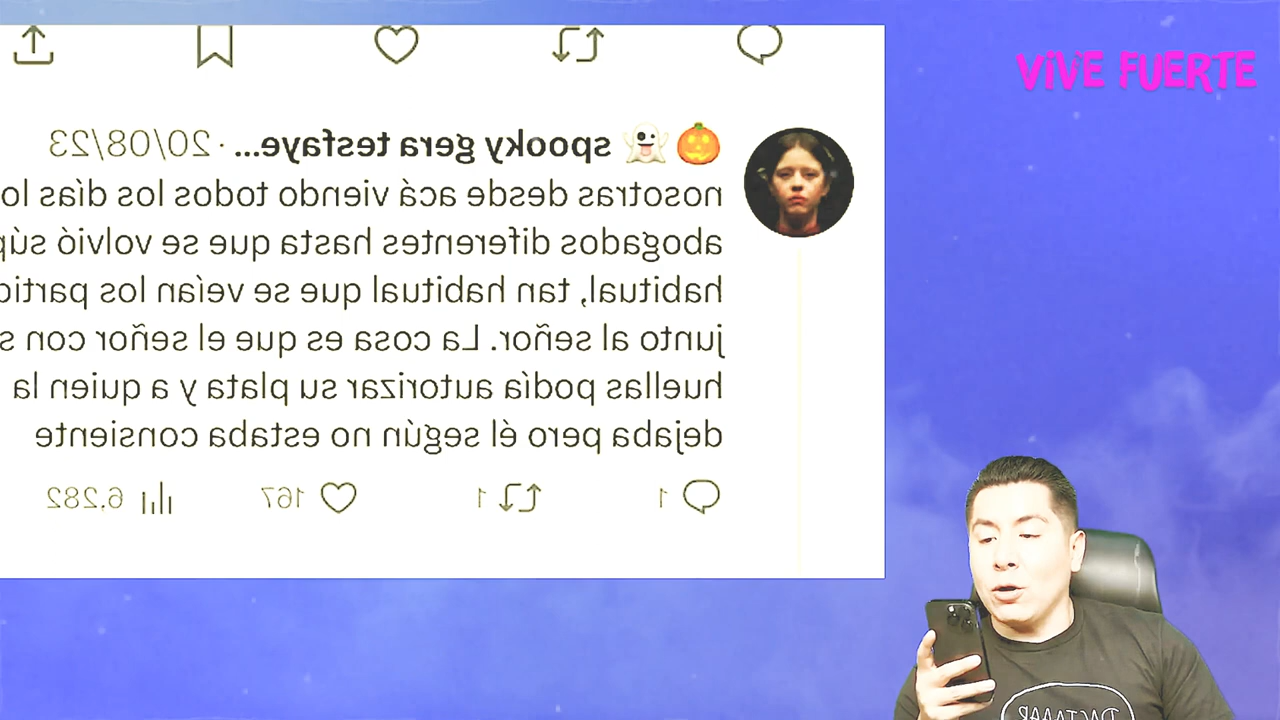 VIVE FUERTE
🎃👻 spooky gera tesfaye... · 20/08/23
nosotras desde acá viendo todos los días
abogados diferentes hasta que se volvió
habitual, tan habitual que se veían los
junto al señor. La cosa es que el señor con
huellas podía autorizar su plata y a quien la
dejaba pero él según no estaba consiente
1 1 167 6.282